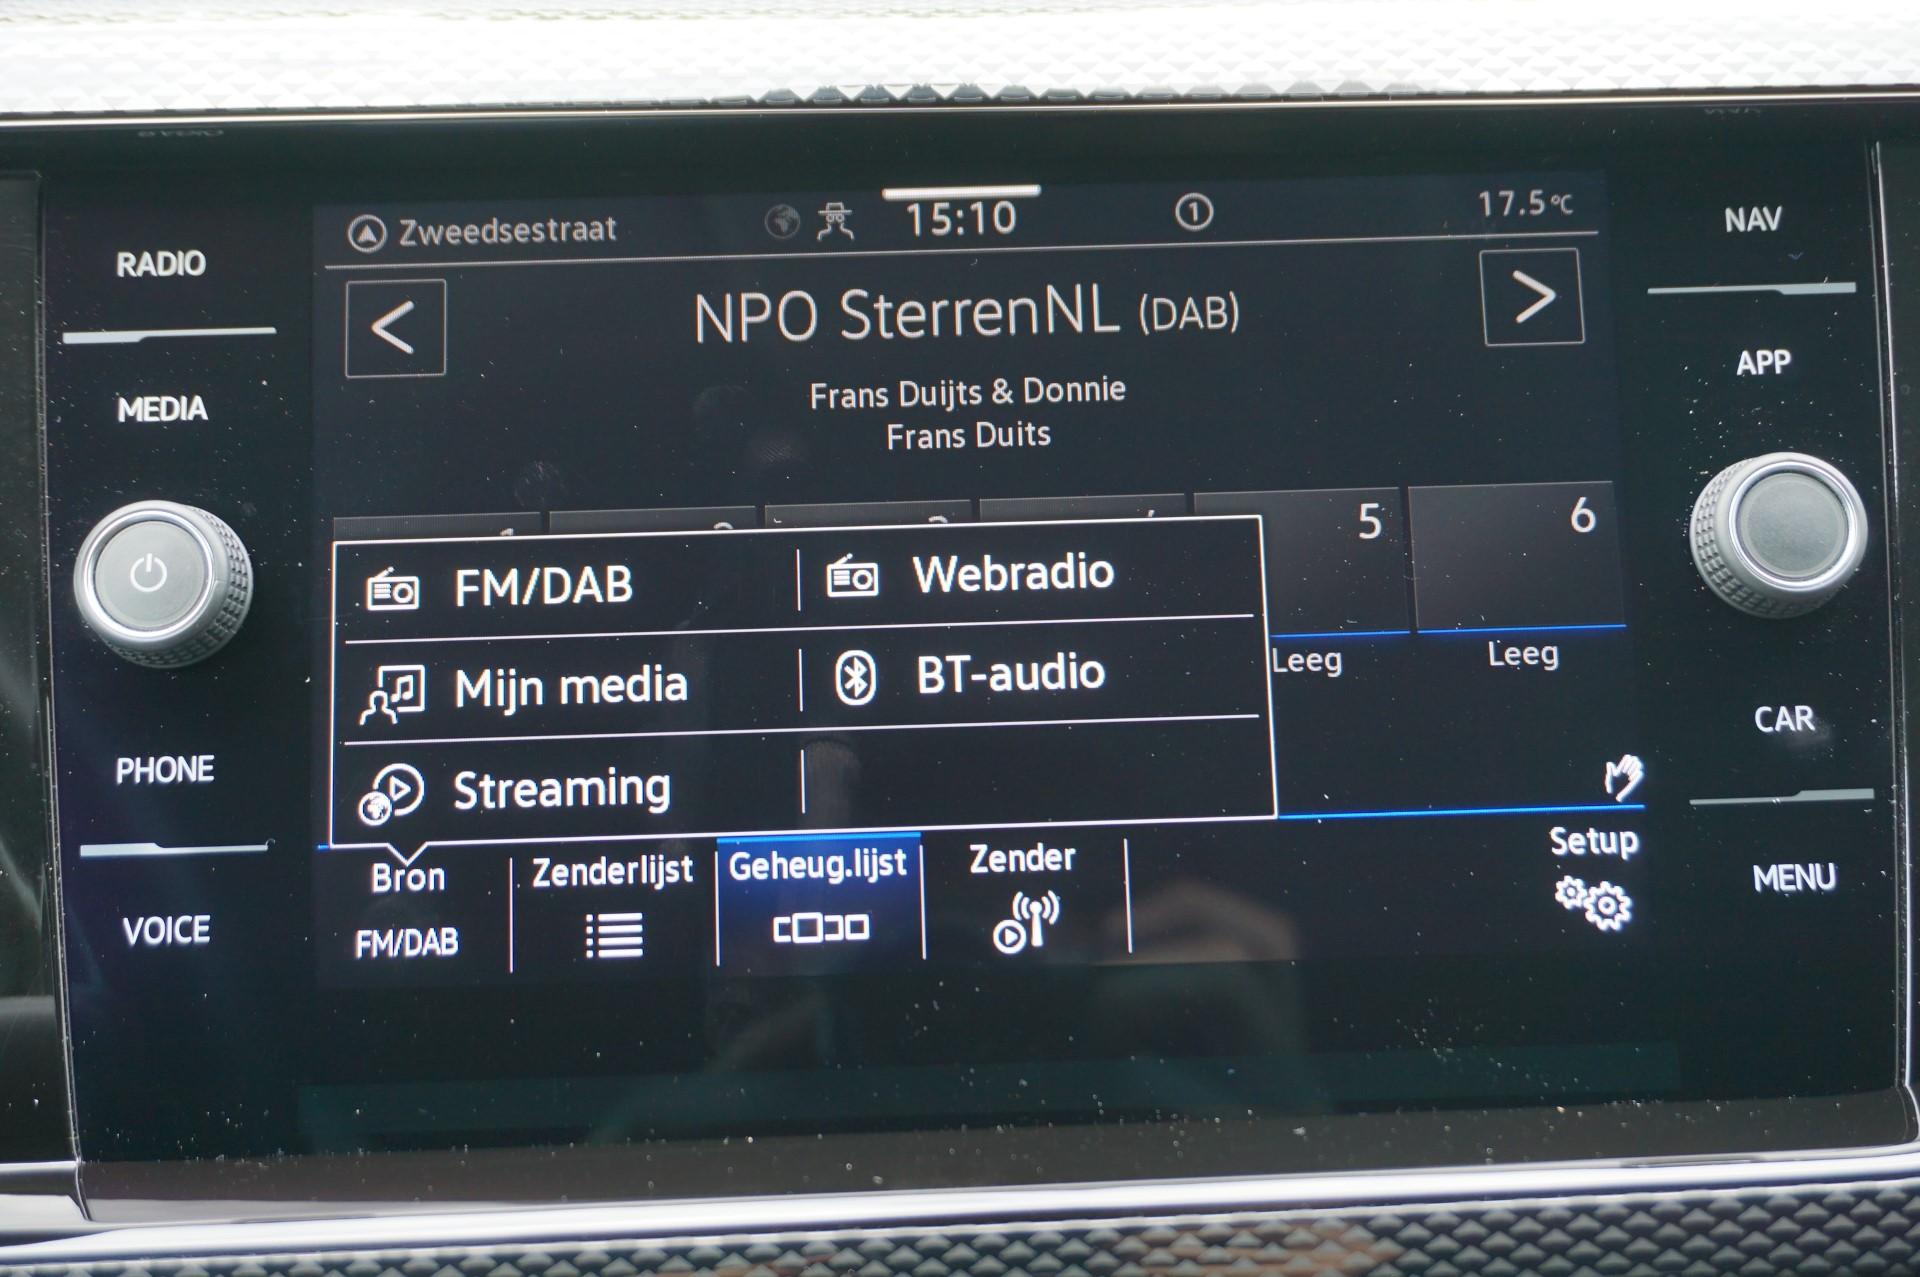 Zweedsestraat 15:10 1 17.5°C
RADIO
NAV
< NPO SterrenNL (DAB) >
APP
MEDIA
Frans Duijts & Donnie
Frans Duits
5 6
FM/DAB Webradio
Leeg Leeg
Mijn media BT-audio
CAR
PHONE
Streaming
Setup
Bron Zenderlijst Geheug.lijst Zender
MENU
VOICE
FM/DAB